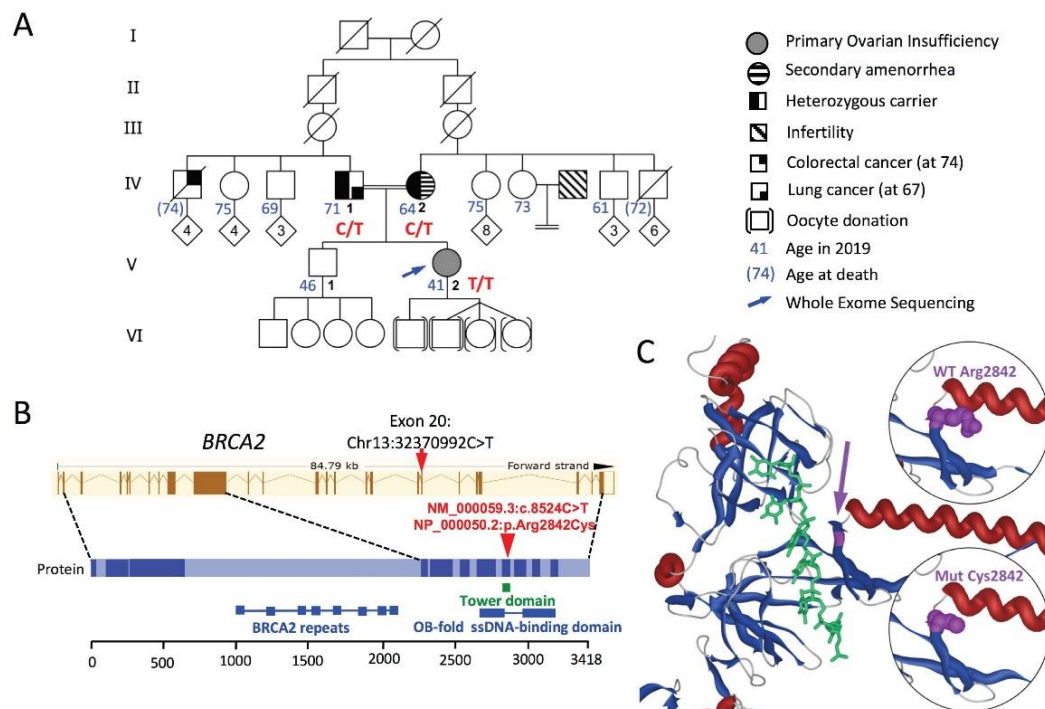 A
I
II
III
IV
V
VI
(74)
75
69
71
1
64
2
75
73
61
(72)
4
4
3
C/T
C/T
8
3
6
46
1
41
2
T/T
Primary Ovarian Insufficiency
Secondary amenorrhea
Heterozygous carrier
Infertility
Colorectal cancer (at 74)
Lung cancer (at 67)
Oocyte donation
41
Age in 2019
(74)
Age at death
Whole Exome Sequencing
B
Exon 20:
Chr13:32370992C>T
BRCA2
84.79 kb
Forward strand
NM_000059.3:c.8524C>T
NP_000050.2:p.Arg2842Cys
Protein
Tower domain
BRCA2 repeats
OB-fold ssDNA-binding domain
0
500
1000
1500
2000
2500
3000
3418
C
WT Arg2842
Mut Cys2842